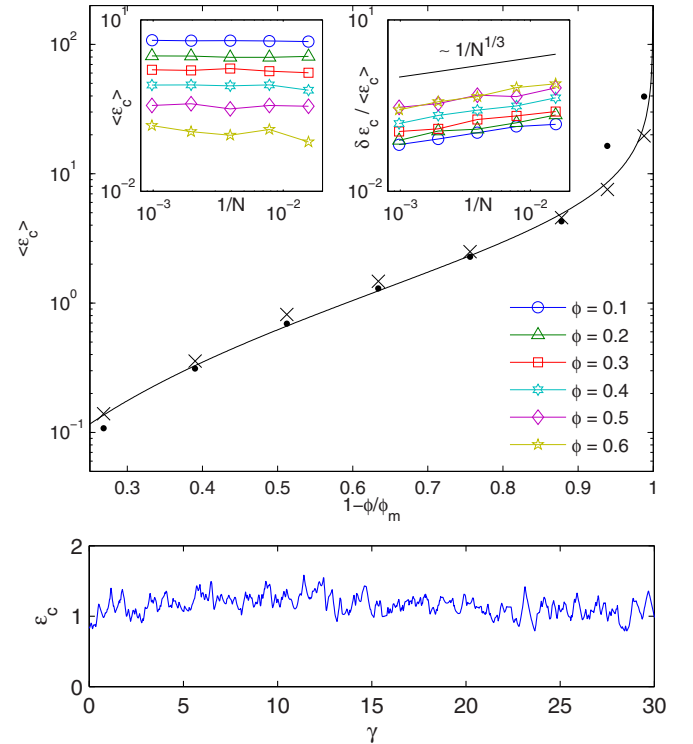 10^2
10^1
10^0
10^-1
<ε_c>
10^1
10^-2
<ε_c>
10^-3 1/N 10^-2
10^1
10^-2
δ ε_c / <ε_c>
~ 1/N^1/3
10^-3 1/N 10^-2
ϕ = 0.1
ϕ = 0.2
ϕ = 0.3
ϕ = 0.4
ϕ = 0.5
ϕ = 0.6
0.3 0.4 0.5 0.6 0.7 0.8 0.9 1
1-ϕ/ϕ_m
2
1
0
ε_c
0 5 10 15 20 25 30
γ